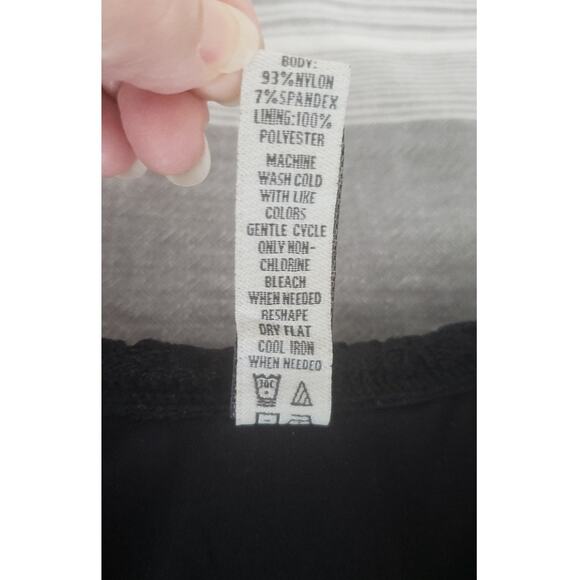 BODY:
93%NYLON
7%SPANDEX
LINING:100%
POLYESTER
MACHINE
WASH COLD
WITH LIKE
COLORS
GENTLE CYCLE
ONLY NON-
CHLORINE
BLEACH
WHEN NEEDED
RESHAPE
DRY FLAT
COOL IRON
WHEN NEEDED
30C